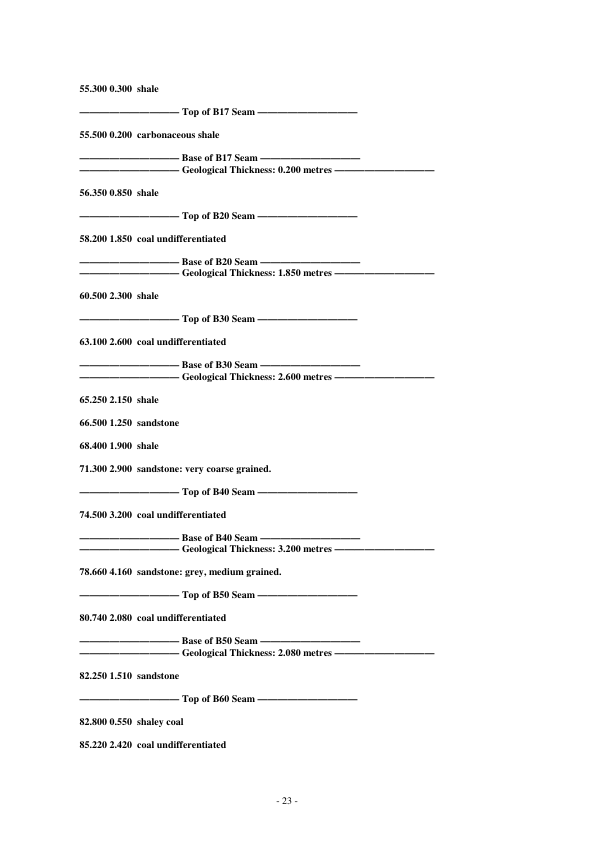 55.300 0.300 shale
—————————— Top of B17 Seam ——————————
55.500 0.200 carbonaceous shale
—————————— Base of B17 Seam ——————————
—————————— Geological Thickness: 0.200 metres ——————————
56.350 0.850 shale
—————————— Top of B20 Seam ——————————
58.200 1.850 coal undifferentiated
—————————— Base of B20 Seam ——————————
—————————— Geological Thickness: 1.850 metres ——————————
60.500 2.300 shale
—————————— Top of B30 Seam ——————————
63.100 2.600 coal undifferentiated
—————————— Base of B30 Seam ——————————
—————————— Geological Thickness: 2.600 metres ——————————
65.250 2.150 shale
66.500 1.250 sandstone
68.400 1.900 shale
71.300 2.900 sandstone: very coarse grained.
—————————— Top of B40 Seam ——————————
74.500 3.200 coal undifferentiated
—————————— Base of B40 Seam ——————————
—————————— Geological Thickness: 3.200 metres ——————————
78.660 4.160 sandstone: grey, medium grained.
—————————— Top of B50 Seam ——————————
80.740 2.080 coal undifferentiated
—————————— Base of B50 Seam ——————————
—————————— Geological Thickness: 2.080 metres ——————————
82.250 1.510 sandstone
—————————— Top of B60 Seam ——————————
82.800 0.550 shaley coal
85.220 2.420 coal undifferentiated
- 23 -